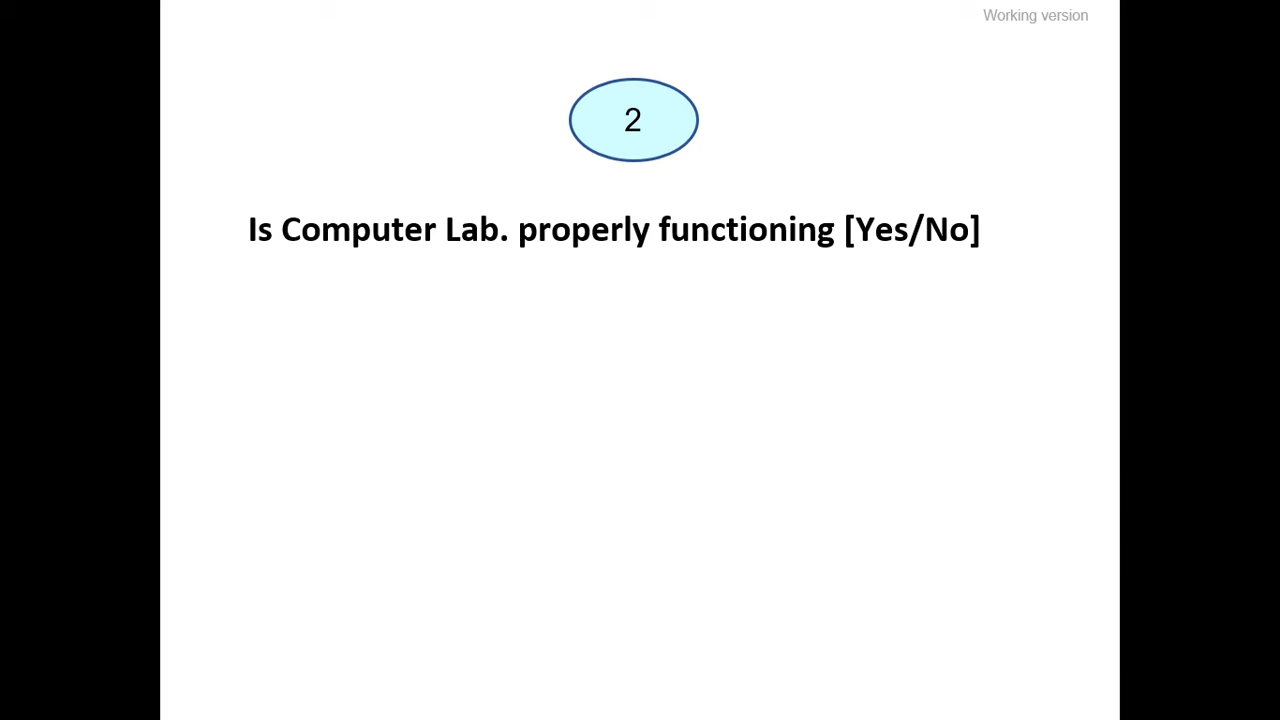 Working version
2
Is Computer Lab. properly functioning [Yes/No]